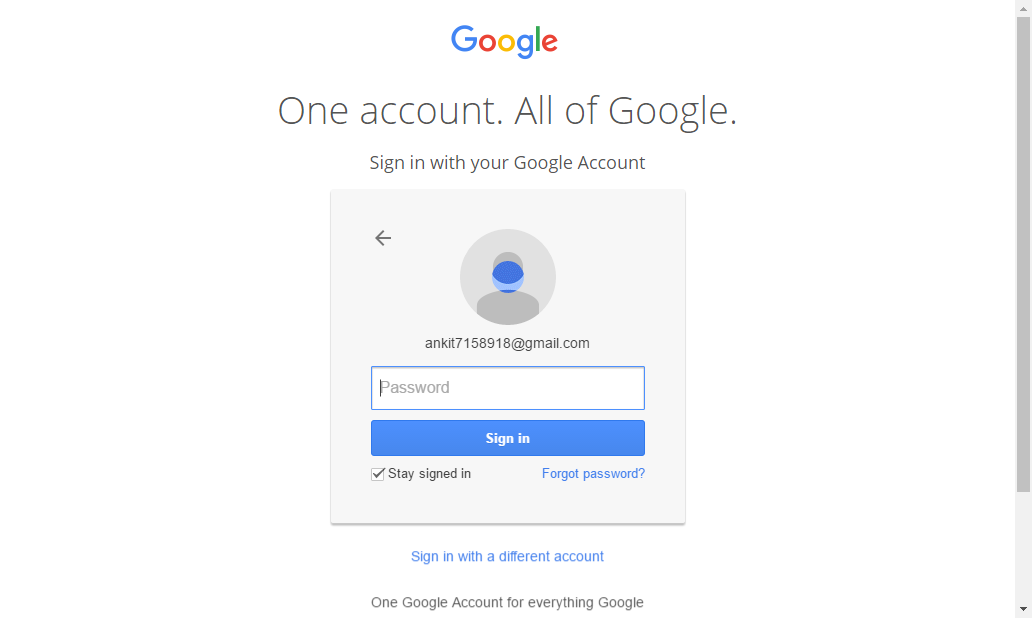 Google
One account. All of Google.
Sign in with your Google Account
ankit7158918@gmail.com
Password
Sign in
Stay signed in Forgot password?
Sign in with a different account
One Google Account for everything Google